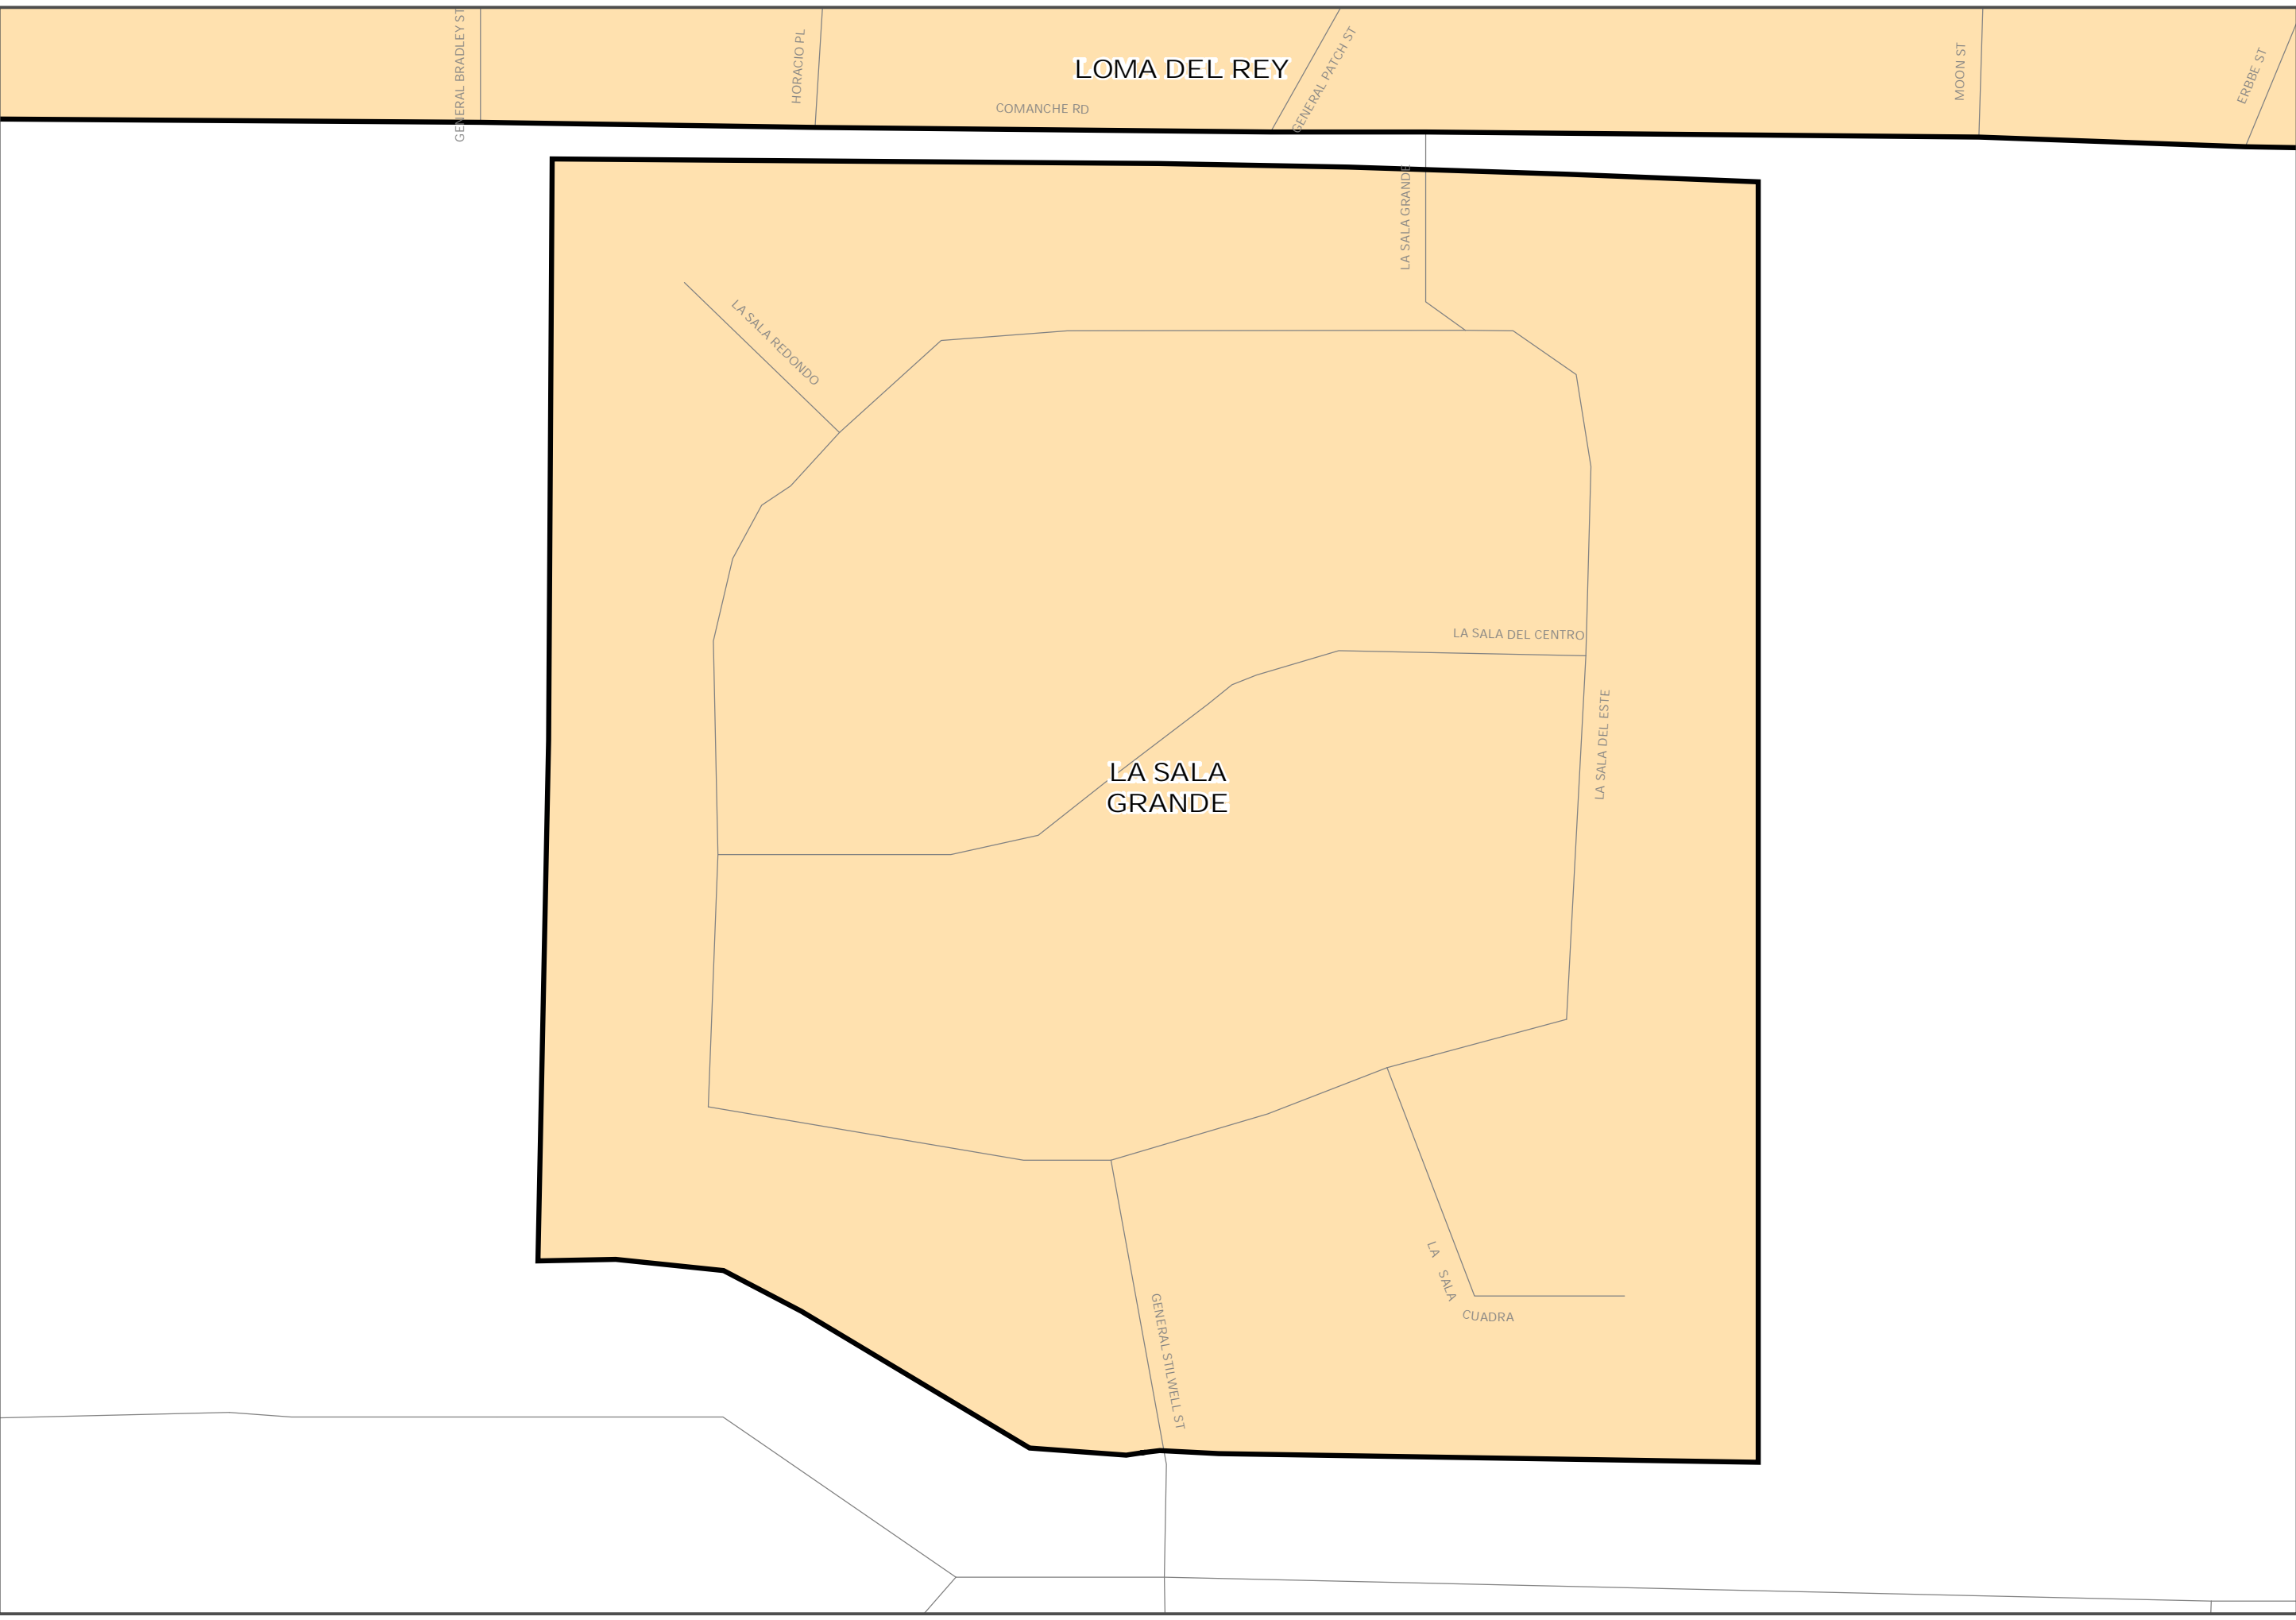 GENERAL BRADLEY ST
HORACIO PL
LOMA DEL REY
COMANCHE RD
GENERAL PATCH ST
MOON ST
ERBBE ST
LA SALA GRANDE
LA SALA REDONDO
LA SALA DEL CENTRO
LA SALA DEL ESTE
LA SALA
GRANDE
LA SALA
CUADRA
GENERAL STILWELL ST